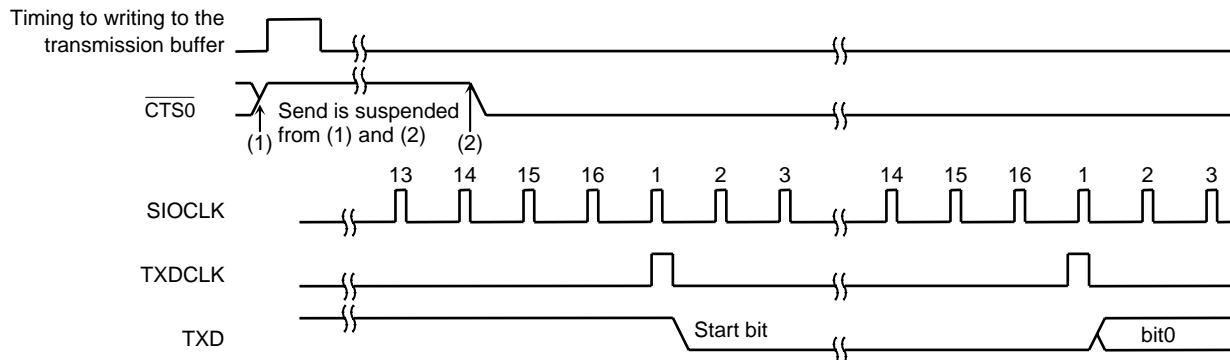 Timing to writing to the
transmission buffer
CTS0
Send is suspended
from (1) and (2)
(1)
(2)
13 14 15 16 1 2 3 14 15 16 1 2 3
SIOCLK
TXDCLK
TXD
Start bit
bit0